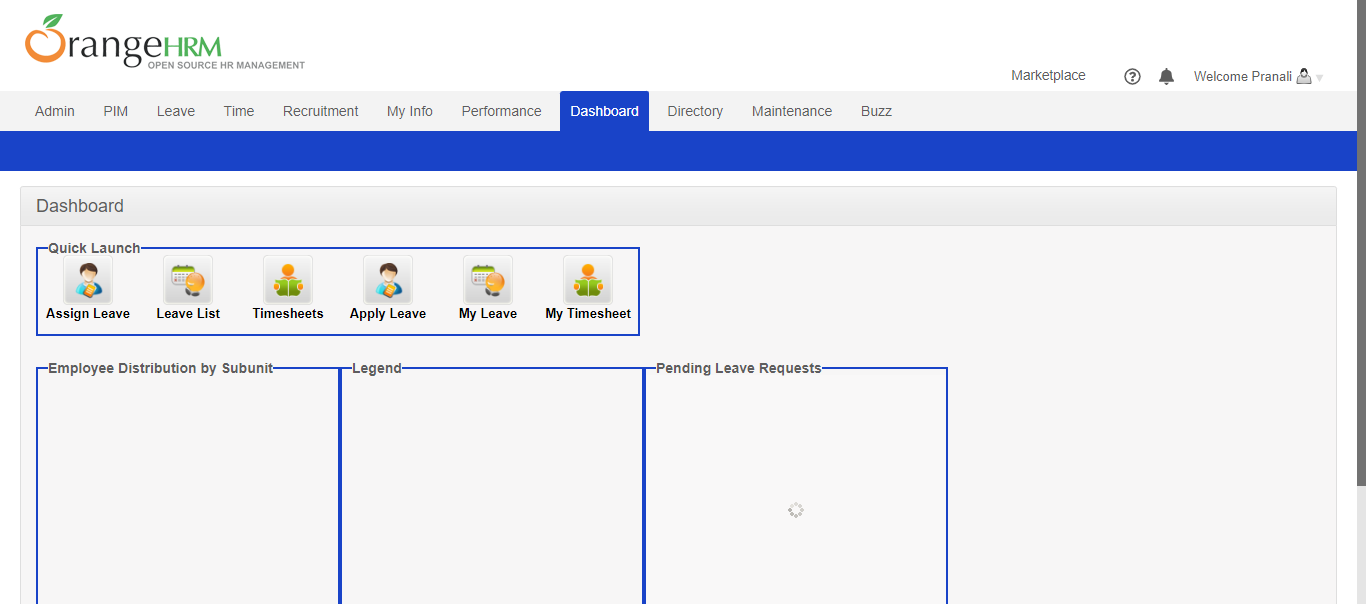 OrangeHRM
OPEN SOURCE HR MANAGEMENT
Marketplace
Welcome Pranali
Admin PIM Leave Time Recruitment My Info Performance Dashboard Directory Maintenance Buzz
Dashboard
Quick Launch
Assign Leave Leave List Timesheets Apply Leave My Leave My Timesheet
Employee Distribution by Subunit Legend Pending Leave Requests